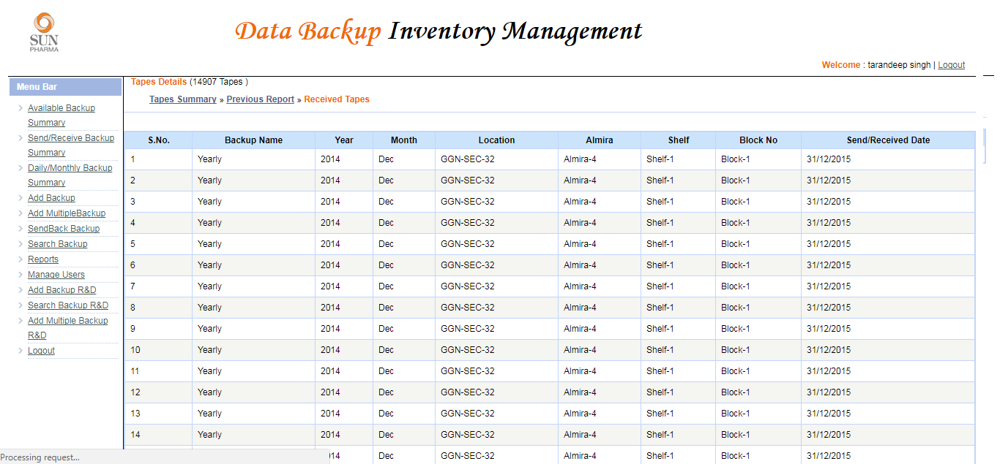 SUN
PHARMA
Data Backup Inventory Management
Welcome : tarandeep singh | Logout
Menu Bar
Available Backup
Summary
Send/Receive Backup
Summary
Daily/Monthly Backup
Summary
Add Backup
Add MultipleBackup
SendBack Backup
Search Backup
Reports
Manage Users
Add Backup R&D
Search Backup R&D
Add Multiple Backup
R&D
Logout
Tapes Details (14907 Tapes )
Tapes Summary » Previous Report » Received Tapes
S.No. Backup Name Year Month Location Almira Shelf Block No Send/Received Date
1 Yearly 2014 Dec GGN-SEC-32 Almira-4 Shelf-1 Block-1 31/12/2015
2 Yearly 2014 Dec GGN-SEC-32 Almira-4 Shelf-1 Block-1 31/12/2015
3 Yearly 2014 Dec GGN-SEC-32 Almira-4 Shelf-1 Block-1 31/12/2015
4 Yearly 2014 Dec GGN-SEC-32 Almira-4 Shelf-1 Block-1 31/12/2015
5 Yearly 2014 Dec GGN-SEC-32 Almira-4 Shelf-1 Block-1 31/12/2015
6 Yearly 2014 Dec GGN-SEC-32 Almira-4 Shelf-1 Block-1 31/12/2015
7 Yearly 2014 Dec GGN-SEC-32 Almira-4 Shelf-1 Block-1 31/12/2015
8 Yearly 2014 Dec GGN-SEC-32 Almira-4 Shelf-1 Block-1 31/12/2015
9 Yearly 2014 Dec GGN-SEC-32 Almira-4 Shelf-1 Block-1 31/12/2015
10 Yearly 2014 Dec GGN-SEC-32 Almira-4 Shelf-1 Block-1 31/12/2015
11 Yearly 2014 Dec GGN-SEC-32 Almira-4 Shelf-1 Block-1 31/12/2015
12 Yearly 2014 Dec GGN-SEC-32 Almira-4 Shelf-1 Block-1 31/12/2015
13 Yearly 2014 Dec GGN-SEC-32 Almira-4 Shelf-1 Block-1 31/12/2015
14 Yearly 2014 Dec GGN-SEC-32 Almira-4 Shelf-1 Block-1 31/12/2015
14 Dec GGN-SEC-32 Almira-4 Shelf-1 Block-1 31/12/2015
Processing request...